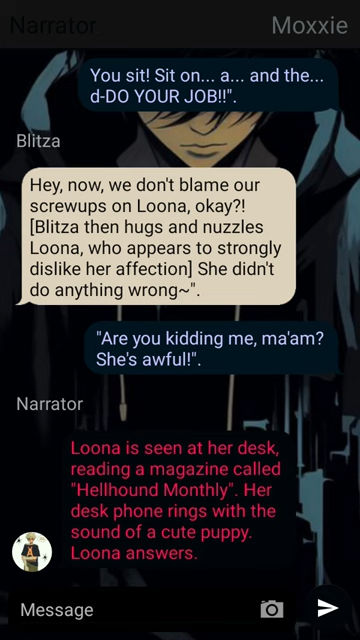 Narrator
Moxxie
You sit! Sit on... a... and the...
d-DO YOUR JOB!!".
Blitza
Hey, now, we don't blame our
screwups on Loona, okay?!
[Blitza then hugs and nuzzles
Loona, who appears to strongly
dislike her affection] She didn't
do anything wrong~".
"Are you kidding me, ma'am?
She's awful!".
Narrator
Loona is seen at her desk,
reading a magazine called
"Hellhound Monthly". Her
desk phone rings with the
sound of a cute puppy.
Loona answers.
Message